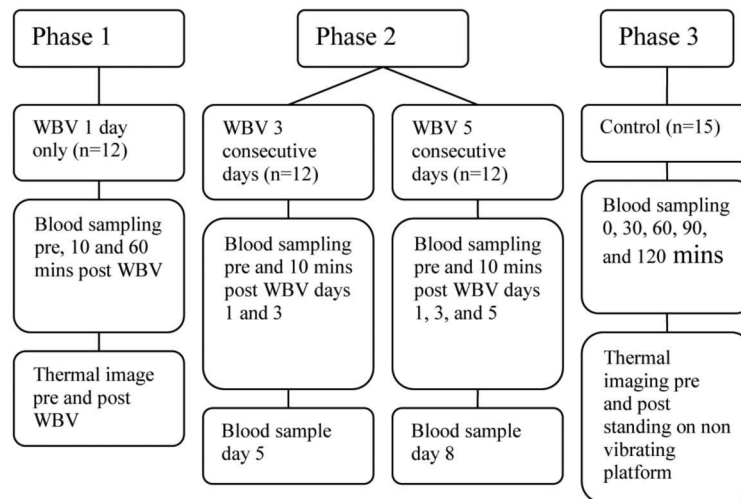 Phase 1
WBV 1 day
only (n=12)
Blood sampling
pre, 10 and 60
mins post WBV
Thermal image
pre and post
WBV
Phase 2
WBV 3
consecutive
days (n=12)
Blood sampling
pre and 10 mins
post WBV days
1 and 3
Blood sample
day 5
WBV 5
consecutive
days (n=12)
Blood sampling
pre and 10 mins
post WBV days
1, 3, and 5
Blood sample
day 8
Phase 3
Control (n=15)
Blood sampling
0, 30, 60, 90,
and 120 mins
Thermal
imaging pre
and post
standing on non
vibrating
platform